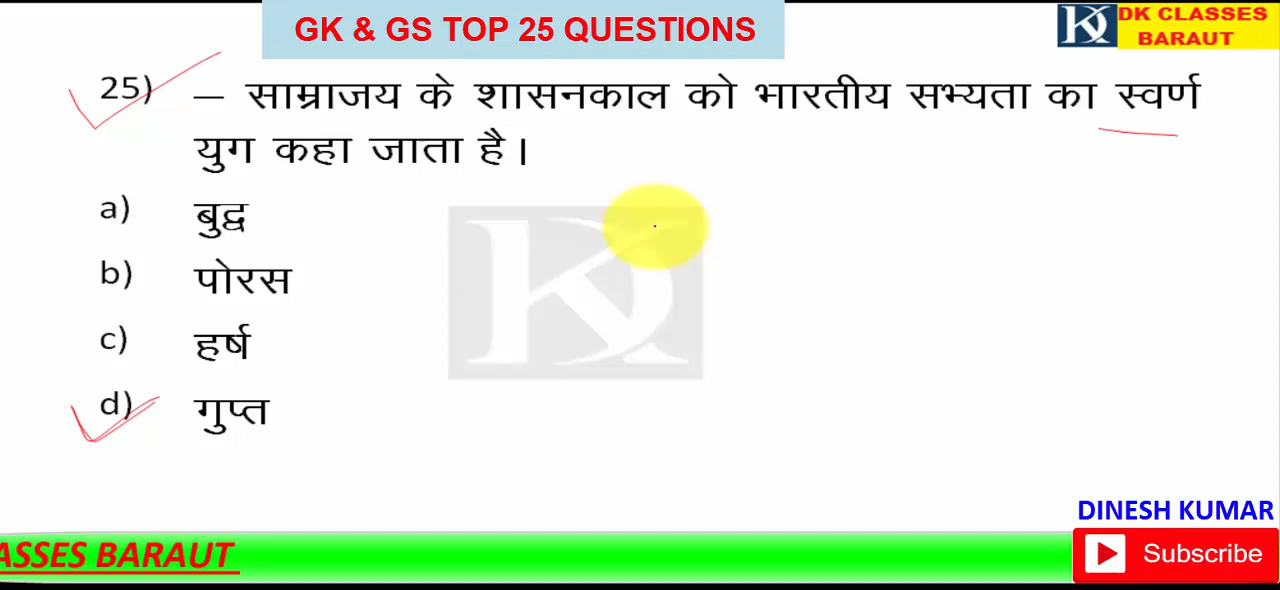 GK & GS TOP 25 QUESTIONS
DK CLASSES
BARAUT
25) – साम्राजय के शासनकाल को भारतीय सभ्यता का स्वर्ण
युग कहा जाता है।
a) बुद्व
b) पोरस
c) हर्ष
d) गुप्त
DINESH KUMAR
ASSES BARAUT
Subscribe